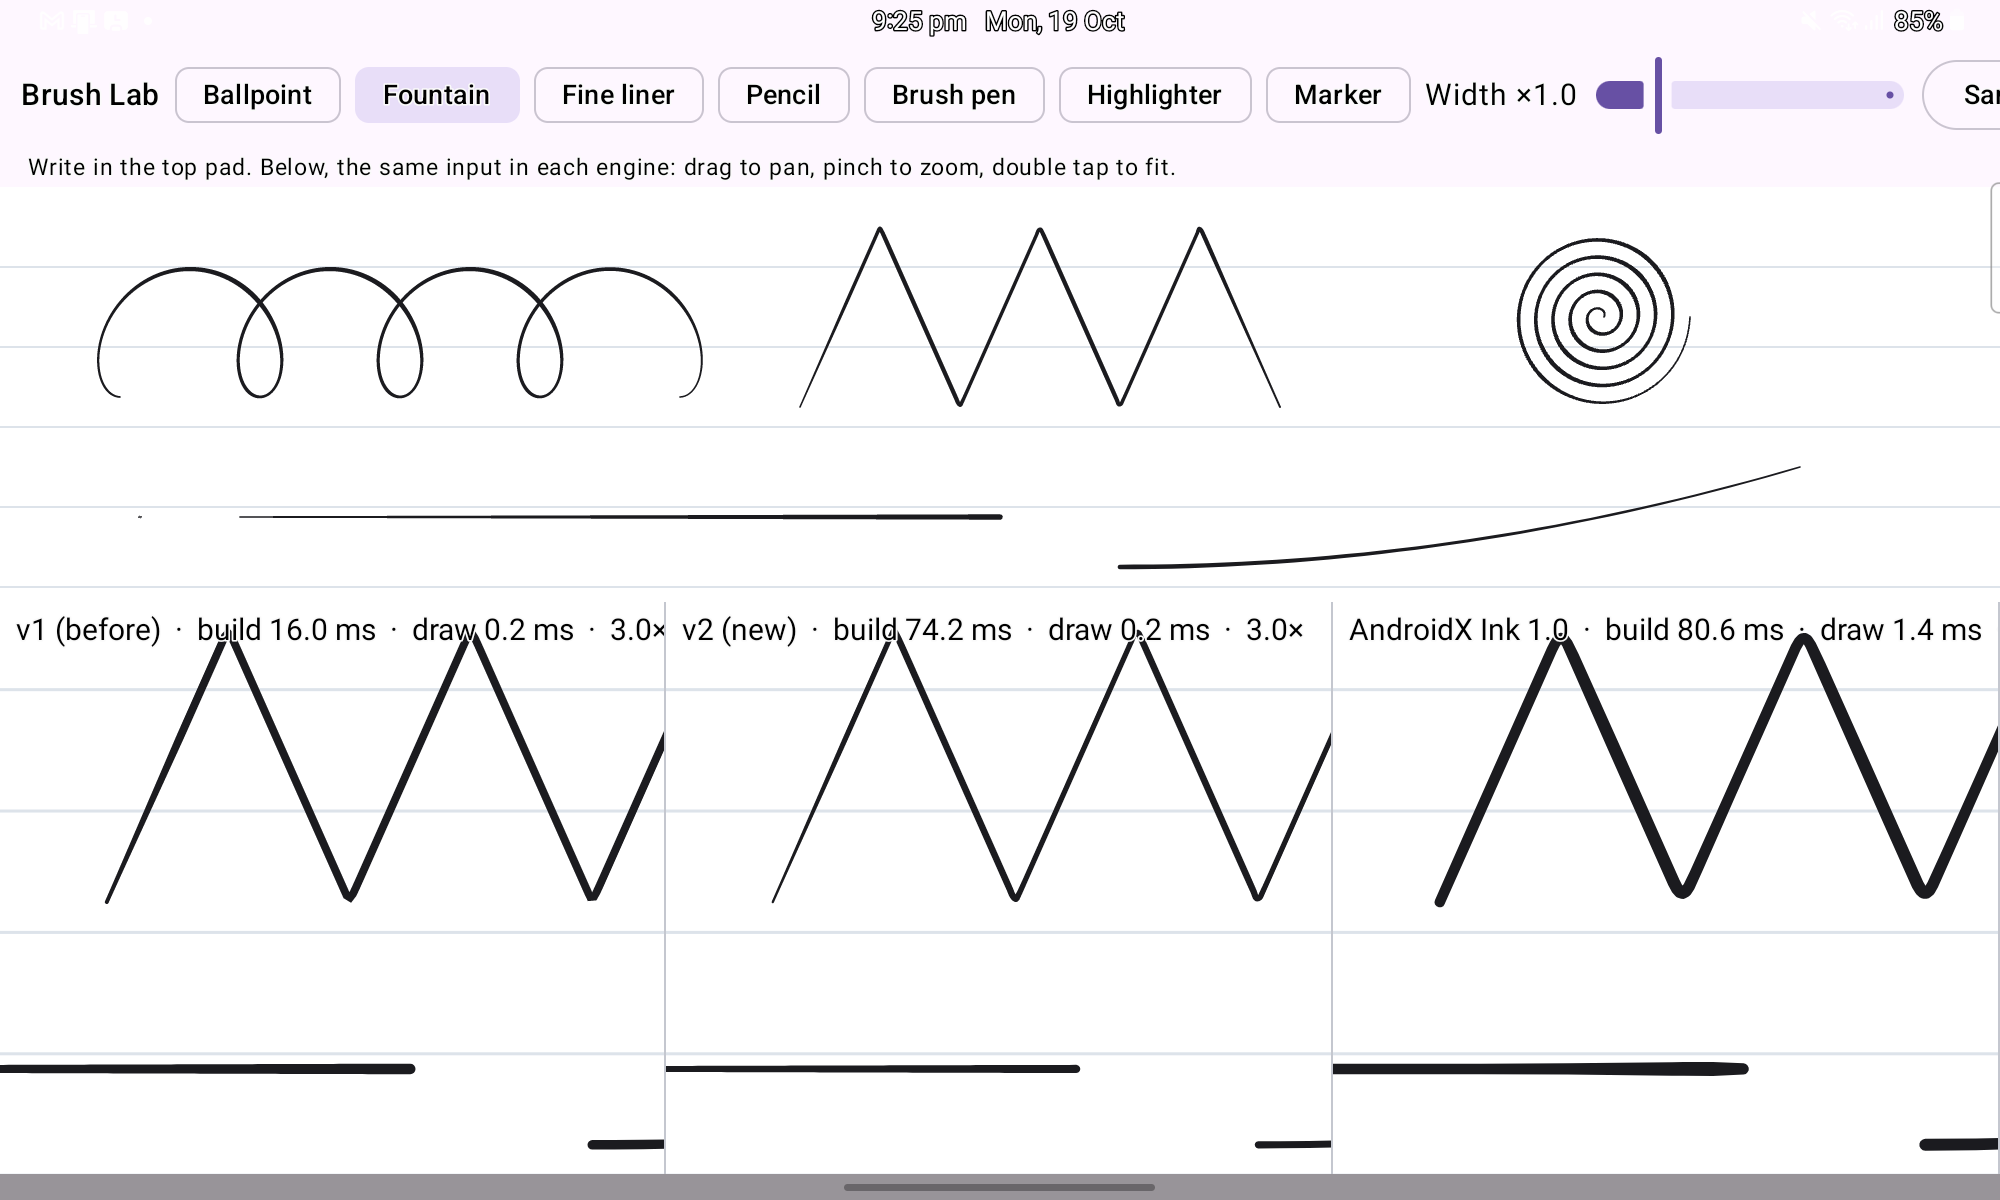 9:25 pm Mon, 19 Oct 85%
Brush Lab Ballpoint Fountain Fine liner Pencil Brush pen Highlighter Marker Width ×1.0
Write in the top pad. Below, the same input in each engine: drag to pan, pinch to zoom, double tap to fit.
v1 (before) · build 16.0 ms · draw 0.2 ms · 3.0×
v2 (new) · build 74.2 ms · draw 0.2 ms · 3.0×
AndroidX Ink 1.0 · build 80.6 ms · draw 1.4 ms